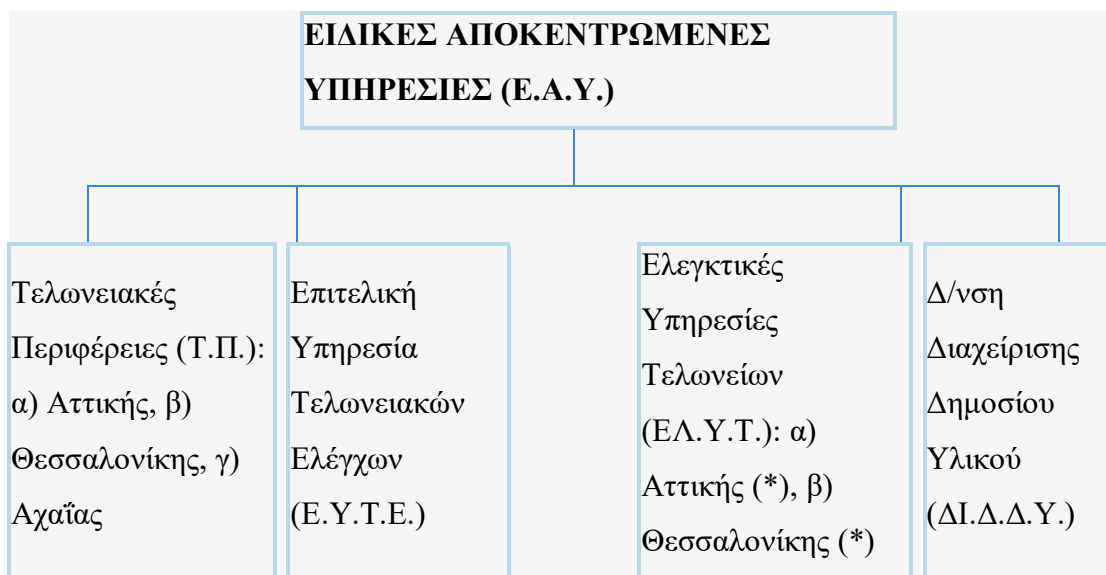 ΕΙΔΙΚΕΣ ΑΠΟΚΕΝΤΡΩΜΕΝΕΣ
ΥΠΗΡΕΣΙΕΣ (Ε.Α.Υ.)
Τελωνειακές
Περιφέρειες (Τ.Π.):
α) Αττικής, β)
Θεσσαλονίκης, γ)
Αχαΐας
Επιτελική
Υπηρεσία
Τελωνειακών
Ελέγχων
(Ε.Υ.Τ.Ε.)
Ελεγκτικές
Υπηρεσίες
Τελωνείων
(ΕΛ.Υ.Τ.): α)
Αττικής (*), β)
Θεσσαλονίκης (*)
Δ/νση
Διαχείρισης
Δημοσίου
Υλικού
(ΔΙ.Δ.Δ.Υ.)